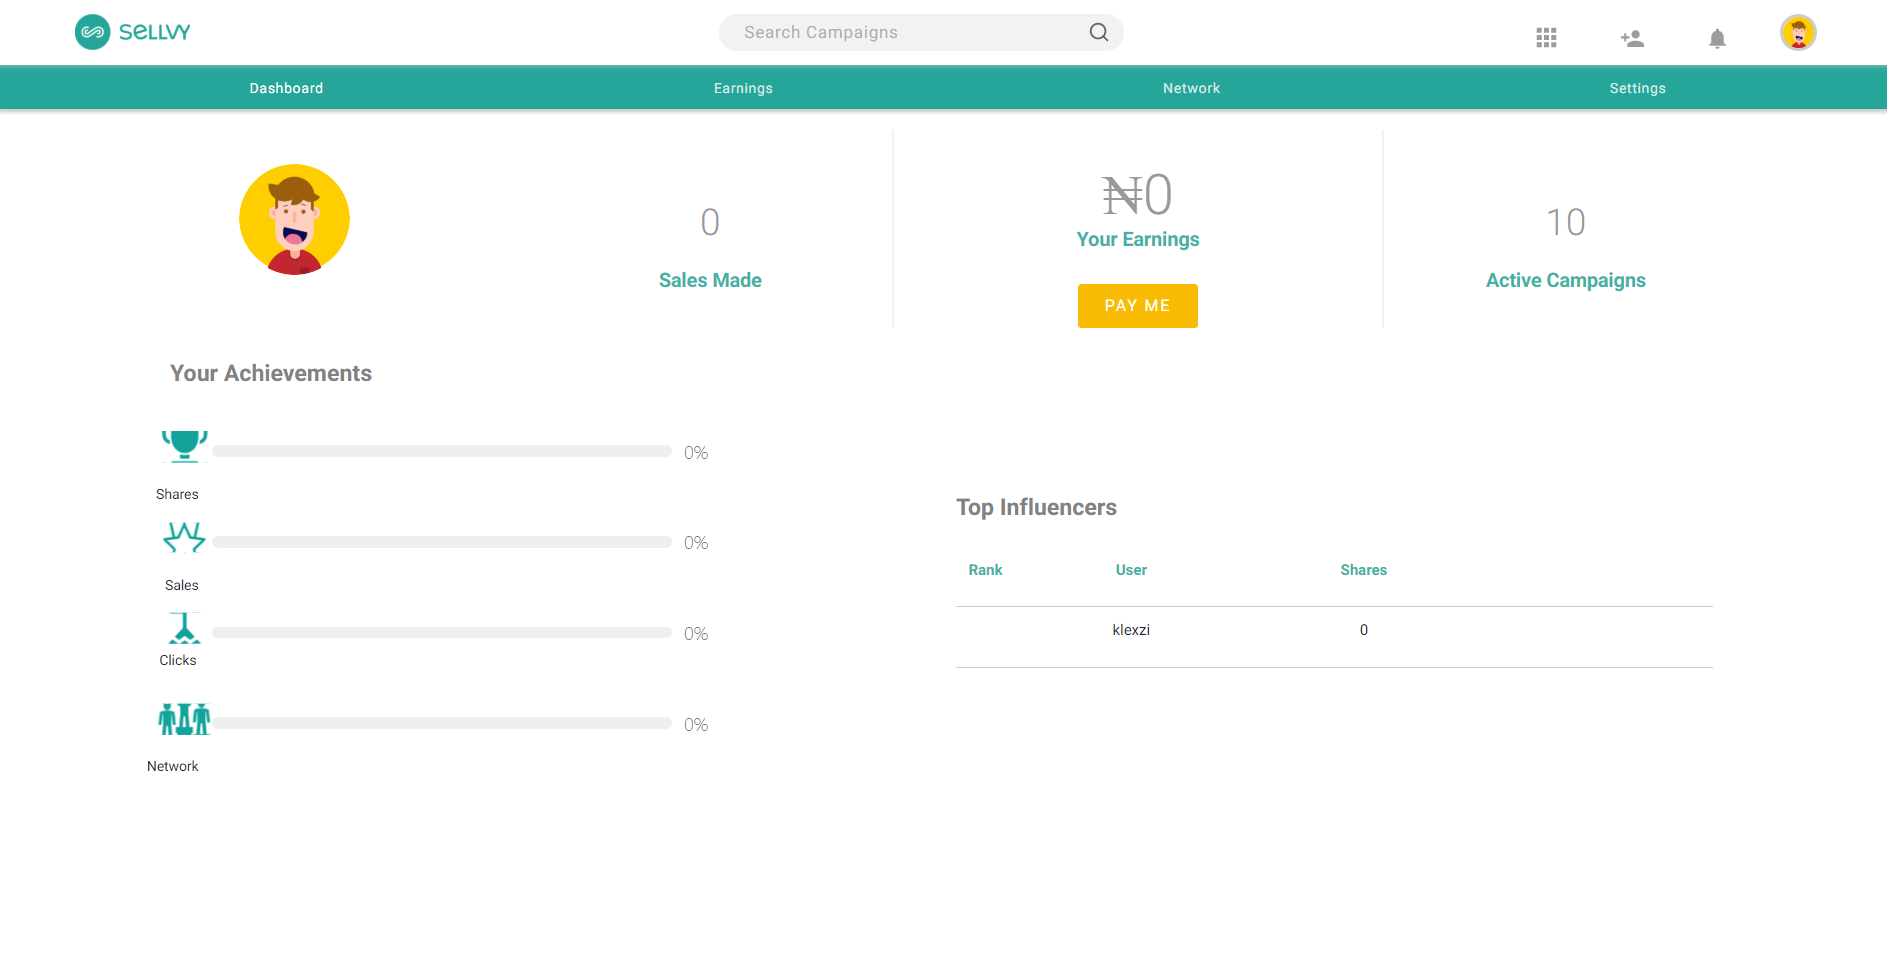 SELLVY
Search Campaigns
Dashboard
Earnings
Network
Settings
0
Sales Made
₦0
Your Earnings
PAY ME
10
Active Campaigns
Your Achievements
0%
Shares
0%
Sales
0%
Clicks
0%
Network
Top Influencers
Rank User Shares
klexzi 0